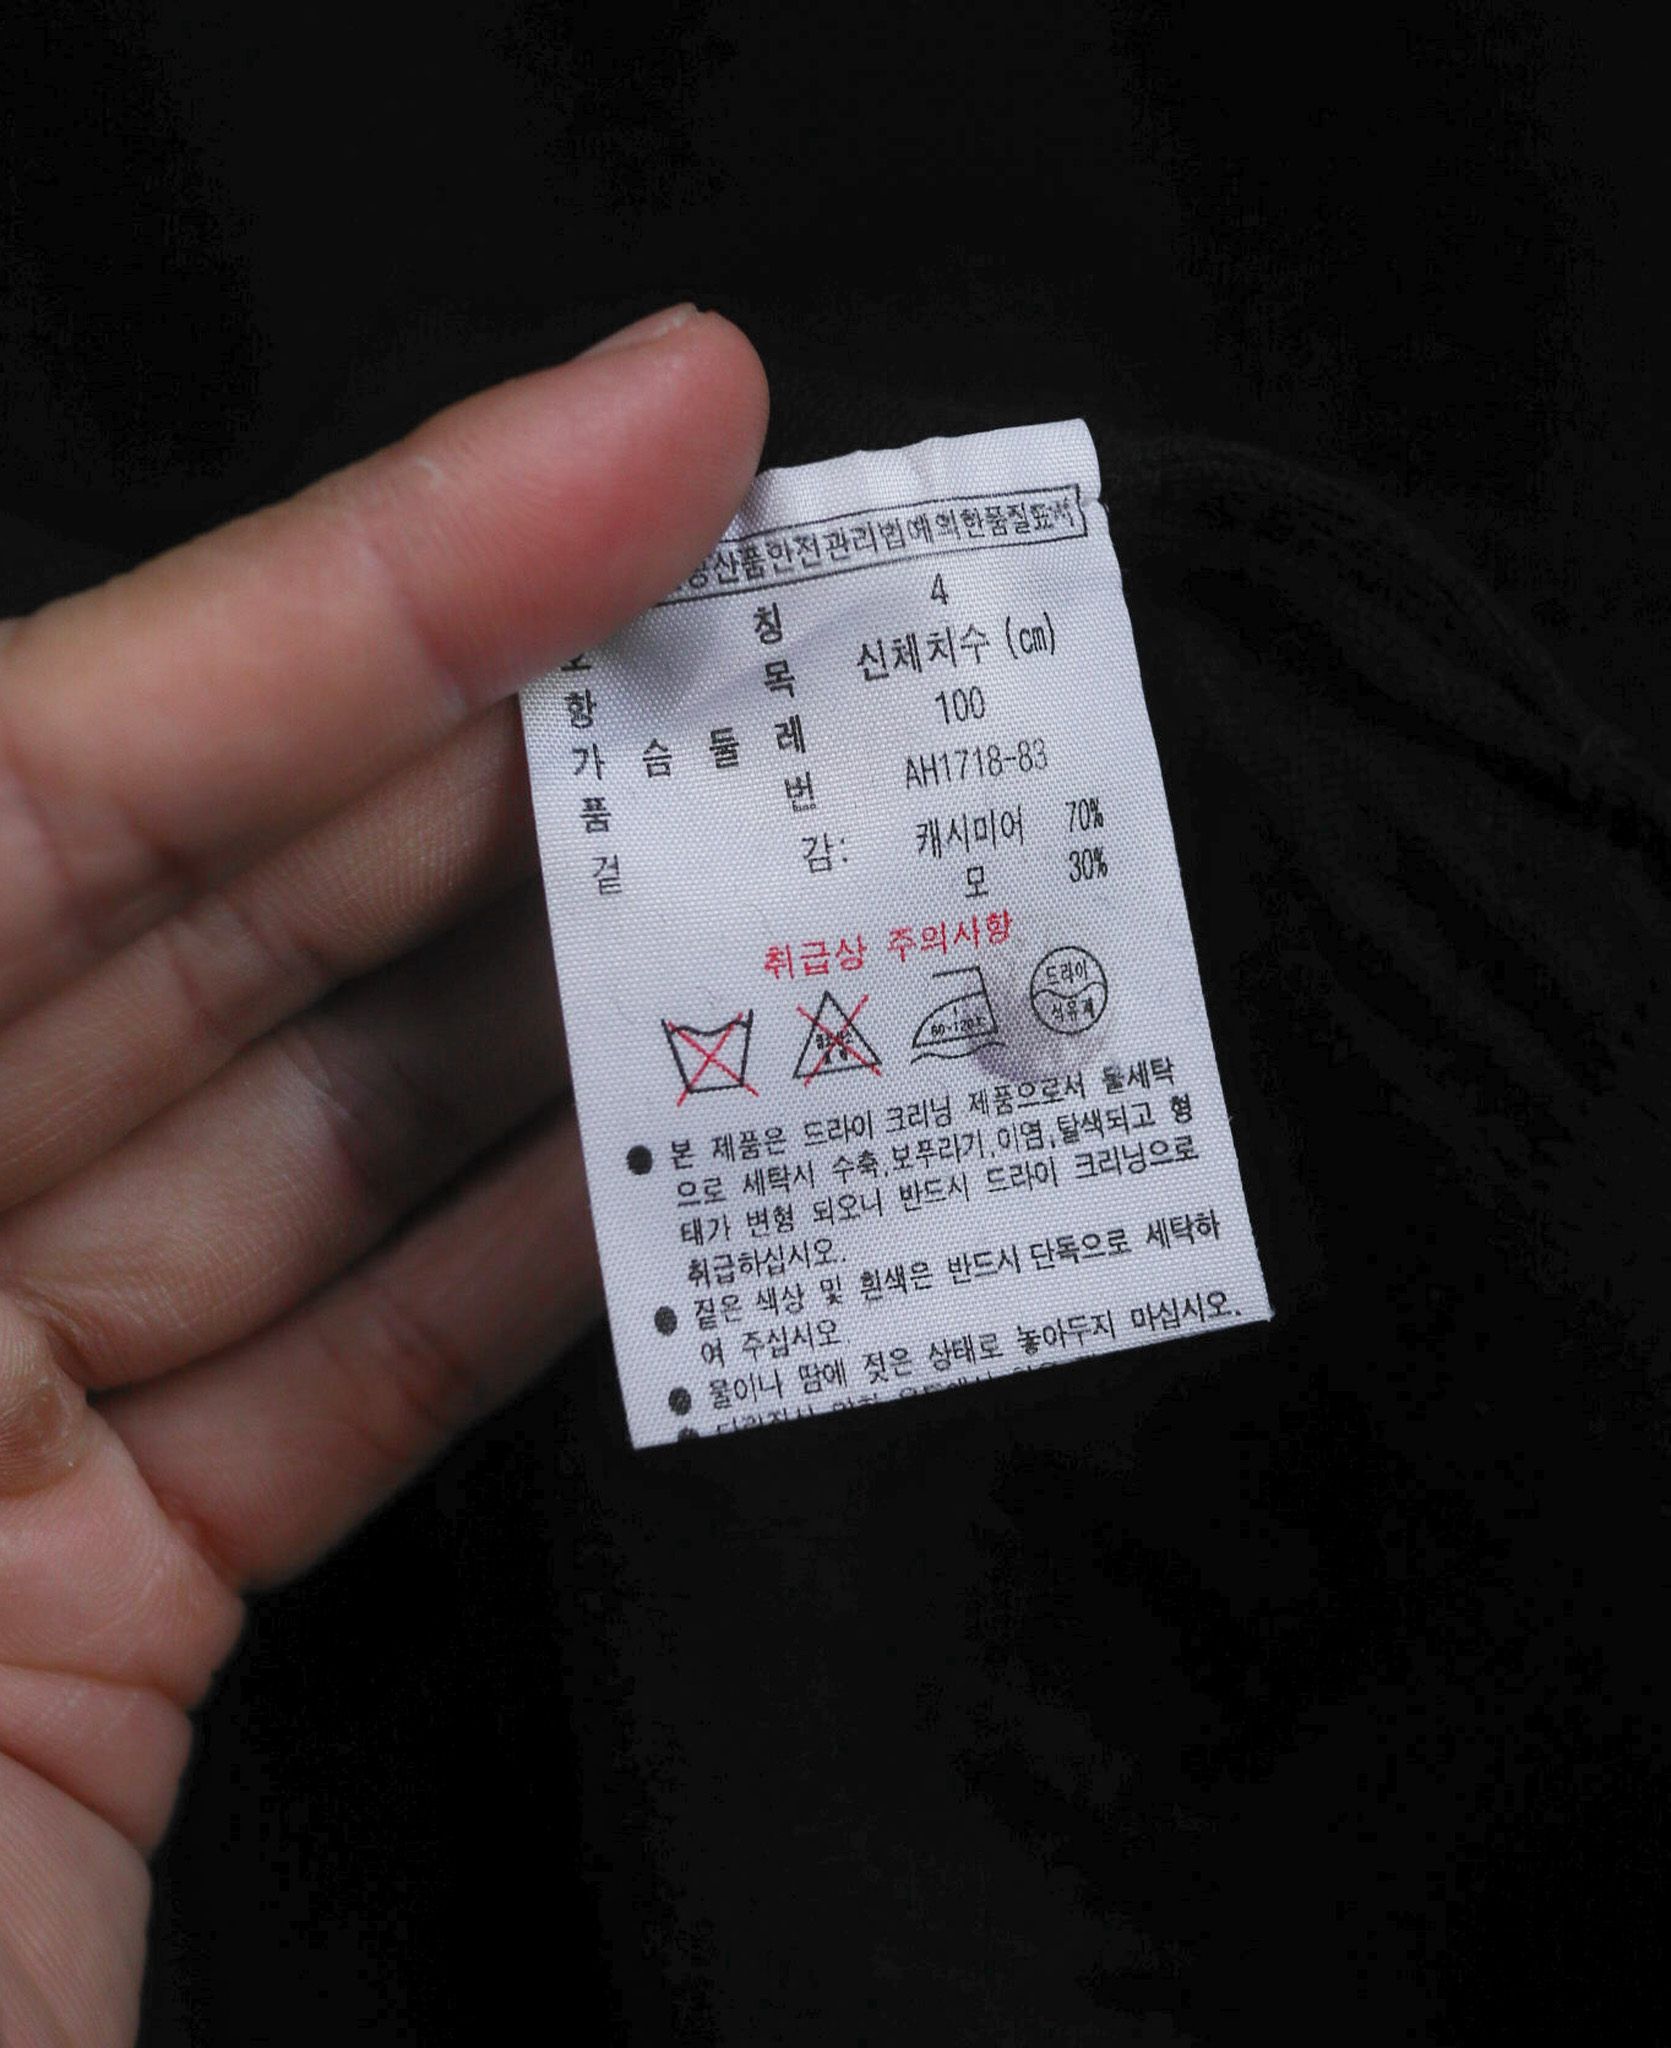 공산품안전관리법에의한품질표시
칭 4
항 목 신체치수 (cm)
가 슴 둘 레 100
품 번 AH1718-83
겉 감: 캐시미어 70%
모 30%
취급상 주의사항
80~120℃
드라이
석유계
● 본 제품은 드라이 크리닝 제품으로서 물세탁
으로 세탁시 수축,보푸라기,이염,탈색되고 형
태가 변형 되오니 반드시 드라이 크리닝으로
취급하십시오.
● 짙은 색상 및 흰색은 반드시 단독으로 세탁하
여 주십시오.
● 물이나 땀에 젖은 상태로 놓아두지 마십시오.